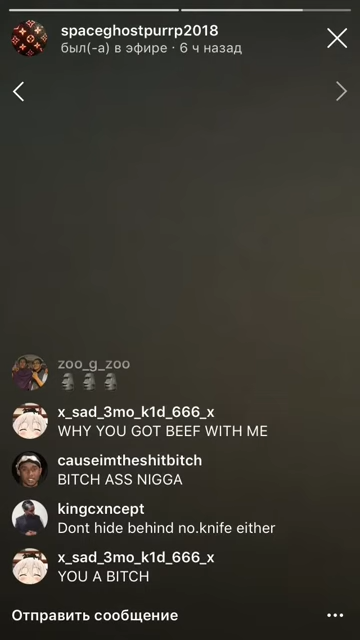 spaceghostpurrp2018
был(-а) в эфире · 6 ч назад
zoo_g_zoo
🗿 🗿 🗿
x_sad_3mo_k1d_666_x
WHY YOU GOT BEEF WITH ME
causeimtheshitbitch
BITCH ASS NIGGA
kingcxncept
Dont hide behind no.knife either
x_sad_3mo_k1d_666_x
YOU A BITCH
Отправить сообщение